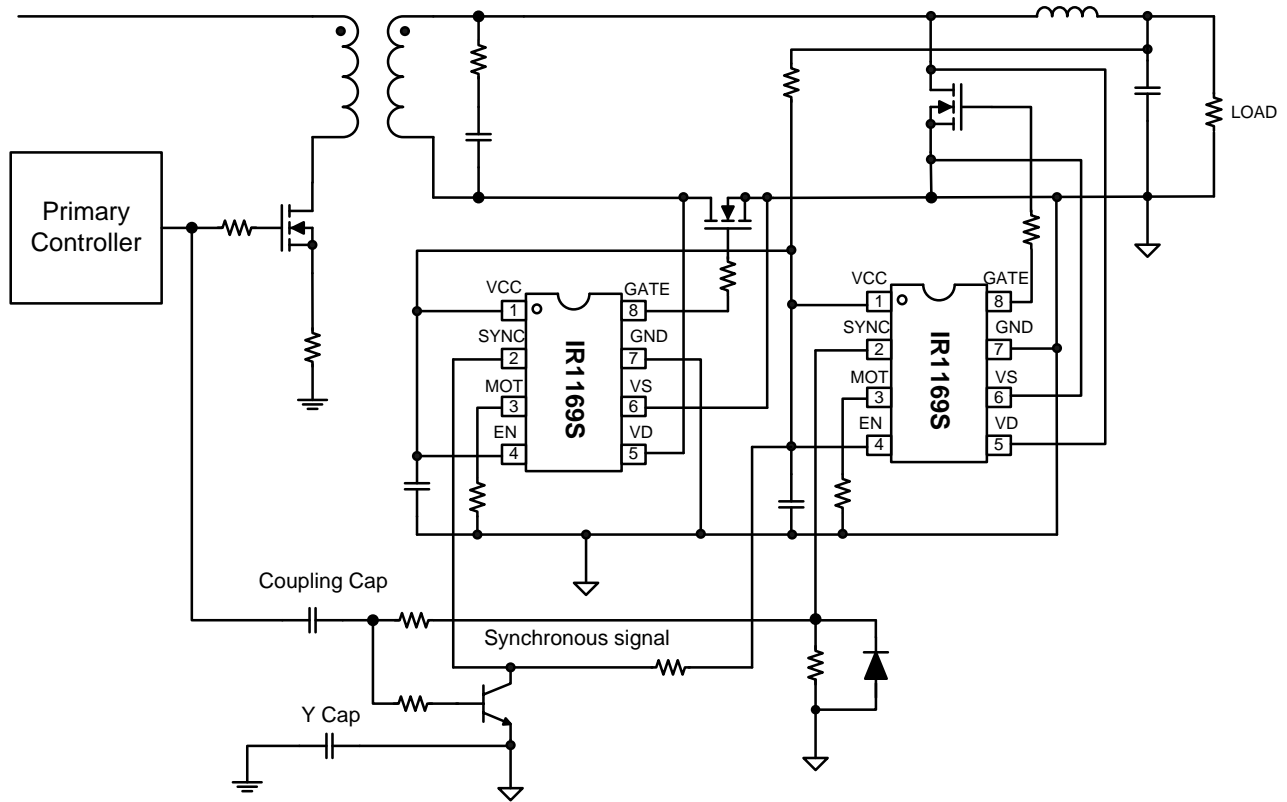 LOAD
Primary
Controller
VCC
1
SYNC
2
MOT
3
EN
4
IR1169S
GATE
8
GND
7
VS
6
VD
5
VCC
1
SYNC
2
MOT
3
EN
4
IR1169S
GATE
8
GND
7
VS
6
VD
5
Coupling Cap
Synchronous signal
Y Cap